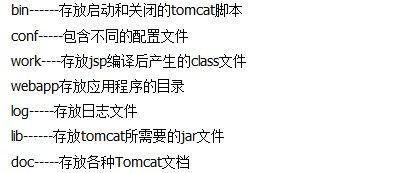 bin------存放启动和关闭的tomcat脚本
conf-----包含不同的配置文件
work----存放jsp编译后产生的class文件
webapp存放应用程序的目录
log-----存放日志文件
lib------存放tomcat所需要的jar文件
doc-----存放各种Tomcat文档